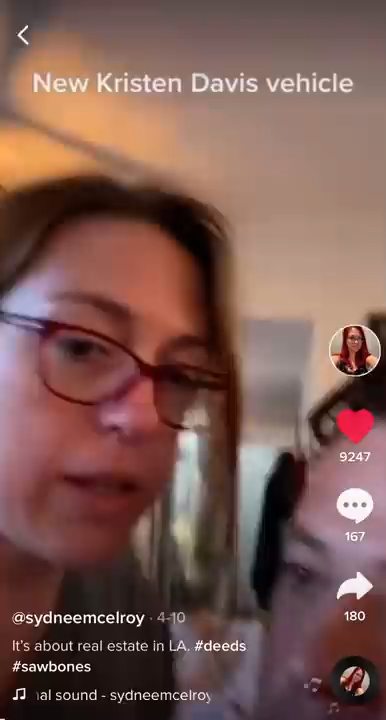 New Kristen Davis vehicle
9247
167
180
@sydneemcelroy · 4-10
It's about real estate in LA. #deeds
#sawbones
nal sound - sydneemcelroy